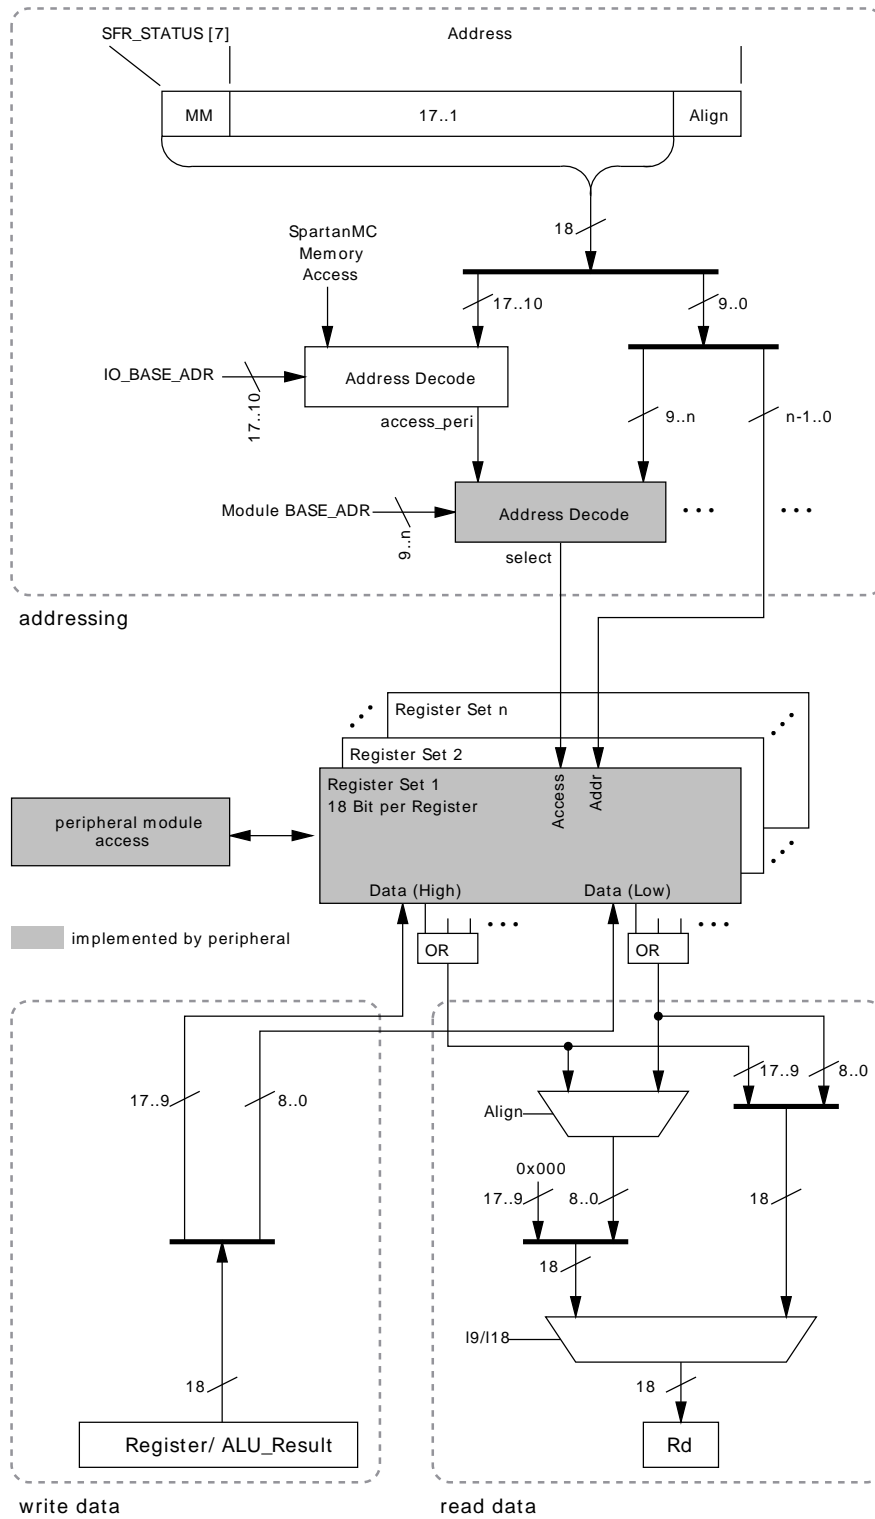 SFR_STATUS [7]
Address
MM
17..1
Align
18
SpartanMC
Memory
Access
17..10
9..0
IO_BASE_ADR
17..10
Address Decode
access_peri
9..n
n-1..0
Module BASE_ADR
9..n
Address Decode
select
addressing
Register Set n
Register Set 2
Register Set 1
18 Bit per Register
Access
Addr
peripheral module
access
Data (High)
Data (Low)
implemented by peripheral
OR
OR
17..9
8..0
17..9
8..0
Align
0x000
17..9
8..0
18
18
l9/l18
18
18
Register/ ALU_Result
Rd
write data
read data